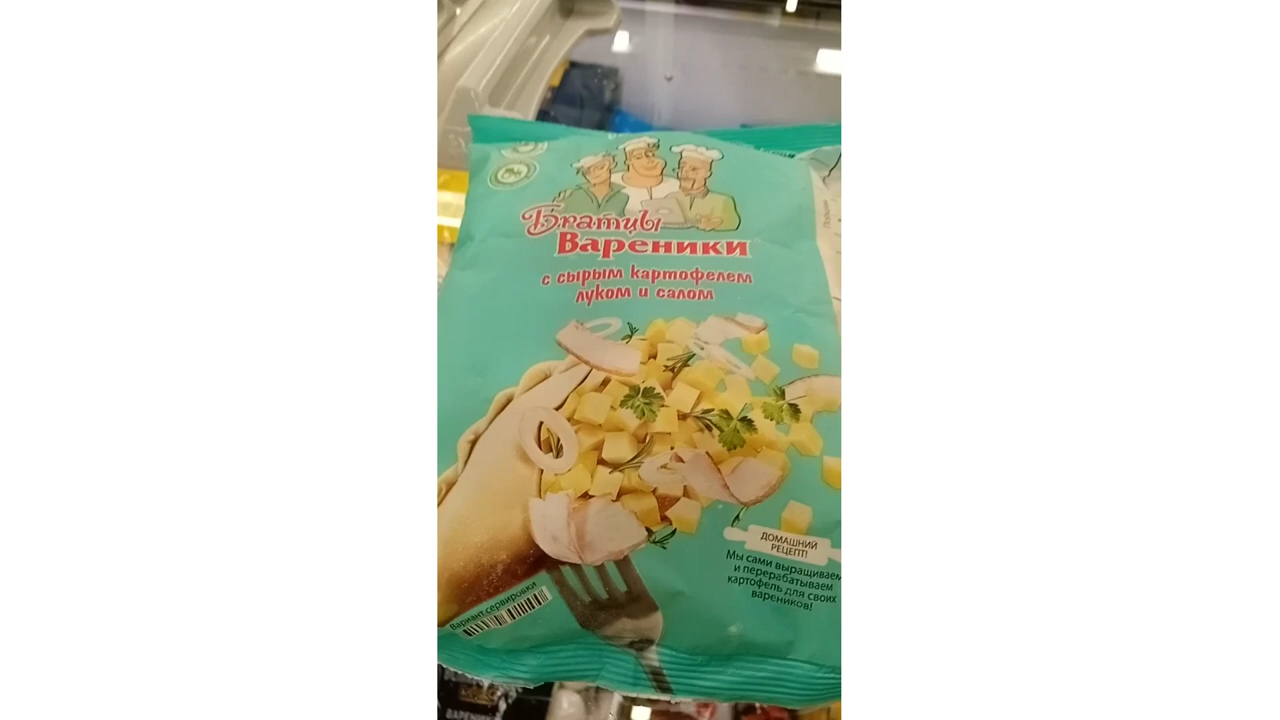 Братцы
Вареники
с сырым картофелем
луком и салом
ДОМАШНИЙ
РЕЦЕПТ!
Мы сами выращиваем
и перерабатываем
картофель для своих
вареников!
Вариант сервировки